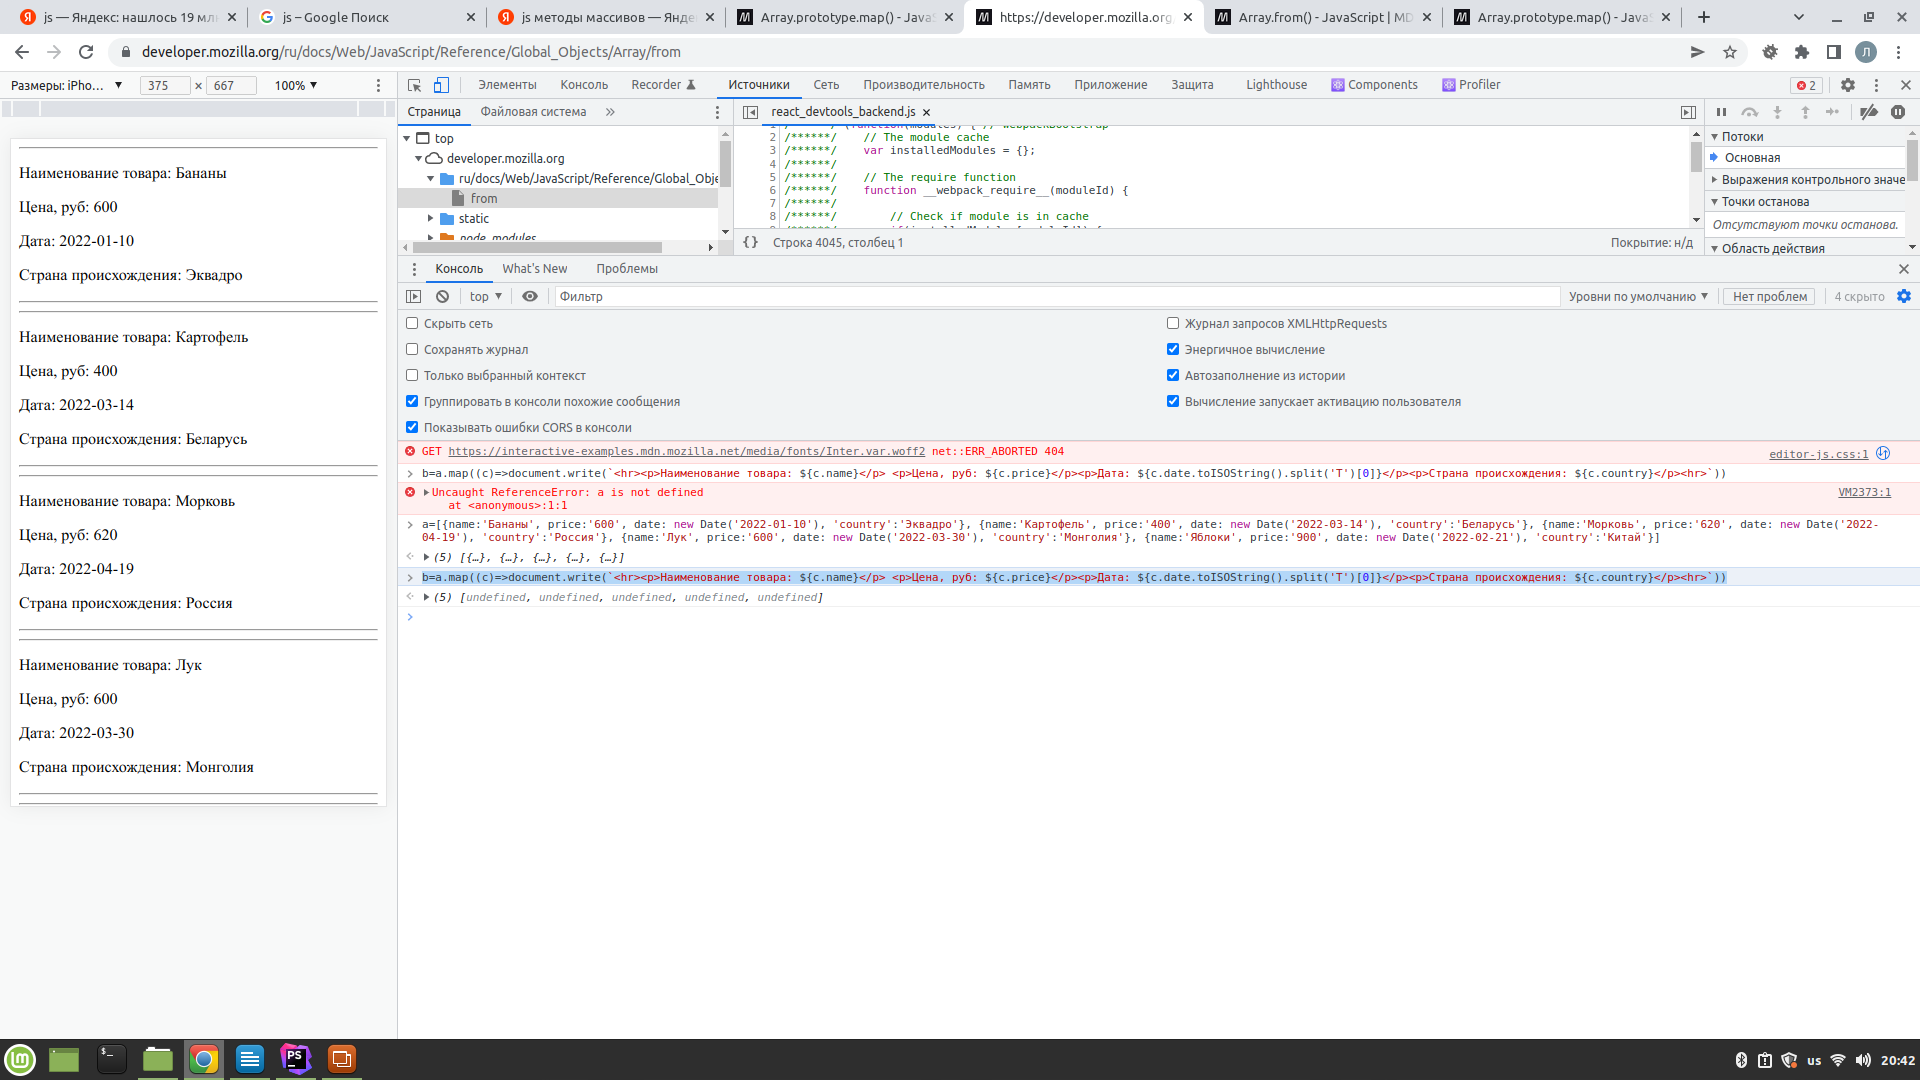 js — Яндекс: нашлось 19 мл
js – Google Поиск
js методы массивов — Янде
Array.prototype.map() - Java
https://developer.mozilla.org
Array.from() - JavaScript | MD
Array.prototype.map() - Java
developer.mozilla.org/ru/docs/Web/JavaScript/Reference/Global_Objects/Array/from
Л
Размеры: iPho... ▼ 375 × 667 100% ▼
Элементы Консоль Recorder Источники Сеть Производительность Память Приложение Защита Lighthouse Components Profiler 2
Страница Файловая система »
top
developer.mozilla.org
ru/docs/Web/JavaScript/Reference/Global_Obje
from
static
node_modules
react_devtools_backend.js ×
1 /******/ (function(modules) { // webpackBootstrap
2 /******/ // The module cache
3 /******/ var installedModules = {};
4 /******/
5 /******/ // The require function
6 /******/ function __webpack_require__(moduleId) {
7 /******/
8 /******/ // Check if module is in cache
{} Строка 4045, столбец 1 Покрытие: н/д
Потоки
Основная
Выражения контрольного значе
Точки останова
Отсутствуют точки останова.
Область действия
Консоль What's New Проблемы
top ▼ Фильтр Уровни по умолчанию ▼ Нет проблем 4 скрыто
Скрыть сеть
Журнал запросов XMLHttpRequests
Сохранять журнал
Энергичное вычисление
Только выбранный контекст
Автозаполнение из истории
Группировать в консоли похожие сообщения
Вычисление запускает активацию пользователя
Показывать ошибки CORS в консоли
GET https://interactive-examples.mdn.mozilla.net/media/fonts/Inter.var.woff2 net::ERR_ABORTED 404 editor-js.css:1
b=a.map((c)=>document.write(`<hr><p>Наименование товара: ${c.name}</p> <p>Цена, руб: ${c.price}</p><p>Дата: ${c.date.toISOString().split('T')[0]}</p><p>Страна происхождения: ${c.country}</p><hr>`))
Uncaught ReferenceError: a is not defined VM2373:1
at <anonymous>:1:1
a=[{name:'Бананы', price:'600', date: new Date('2022-01-10'), 'country':'Эквадро'}, {name:'Картофель', price:'400', date: new Date('2022-03-14'), 'country':'Беларусь'}, {name:'Морковь', price:'620', date: new Date('2022-
04-19'), 'country':'Россия'}, {name:'Лук', price:'600', date: new Date('2022-03-30'), 'country':'Монголия'}, {name:'Яблоки', price:'900', date: new Date('2022-02-21'), 'country':'Китай'}]
(5) [{…}, {…}, {…}, {…}, {…}]
b=a.map((c)=>document.write(`<hr><p>Наименование товара: ${c.name}</p> <p>Цена, руб: ${c.price}</p><p>Дата: ${c.date.toISOString().split('T')[0]}</p><p>Страна происхождения: ${c.country}</p><hr>`))
(5) [undefined, undefined, undefined, undefined, undefined]
Наименование товара: Бананы
Цена, руб: 600
Дата: 2022-01-10
Страна происхождения: Эквадро
Наименование товара: Картофель
Цена, руб: 400
Дата: 2022-03-14
Страна происхождения: Беларусь
Наименование товара: Морковь
Цена, руб: 620
Дата: 2022-04-19
Страна происхождения: Россия
Наименование товара: Лук
Цена, руб: 600
Дата: 2022-03-30
Страна происхождения: Монголия
PS
us 20:42